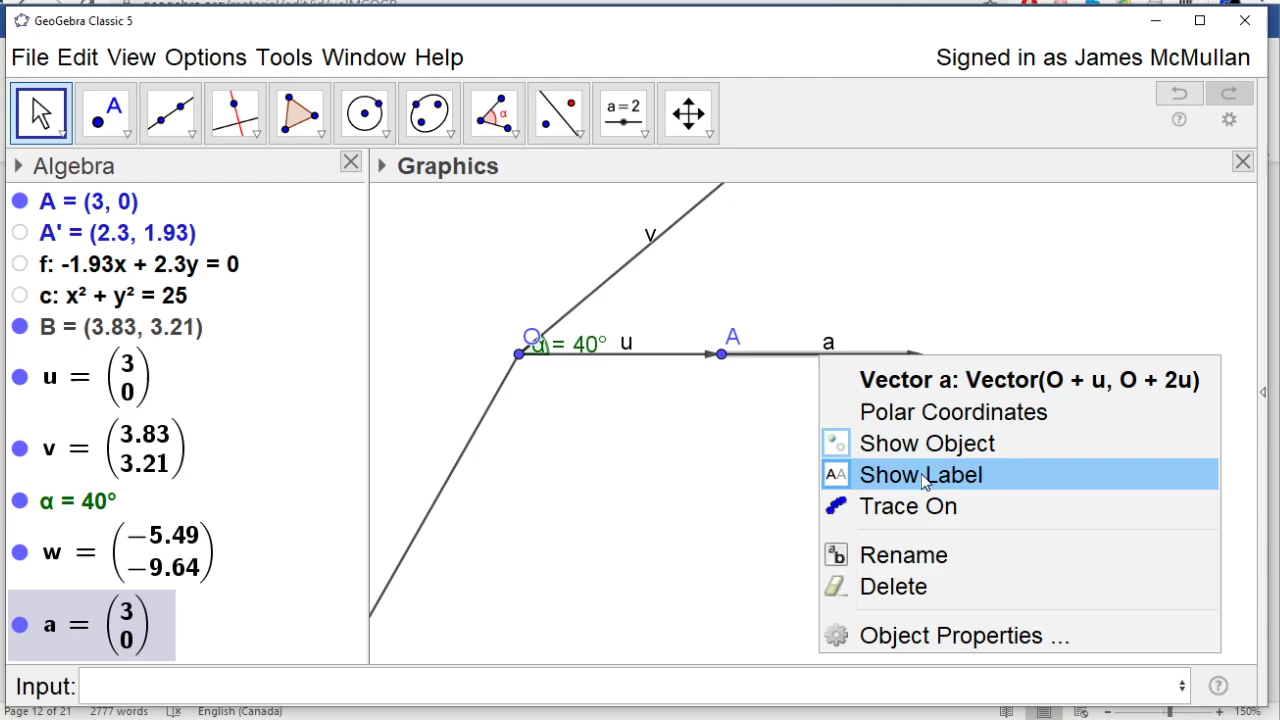 GeoGebra Classic 5
File Edit View Options Tools Window Help
Signed in as James McMullan
A
α
a=2
Algebra
Graphics
A = (3, 0)
A' = (2.3, 1.93)
f: -1.93x + 2.3y = 0
c: x² + y² = 25
B = (3.83, 3.21)
u = (3
0)
v = (3.83
3.21)
α = 40°
w = (−5.49
−9.64)
a = (3
0)
v
O
α = 40°
u
A
a
Vector a: Vector(O + u, O + 2u)
Polar Coordinates
Show Object
AA Show Label
Trace On
ab Rename
Delete
Object Properties ...
Input:
Page 12 of 21 2777 words English (Canada) 150%